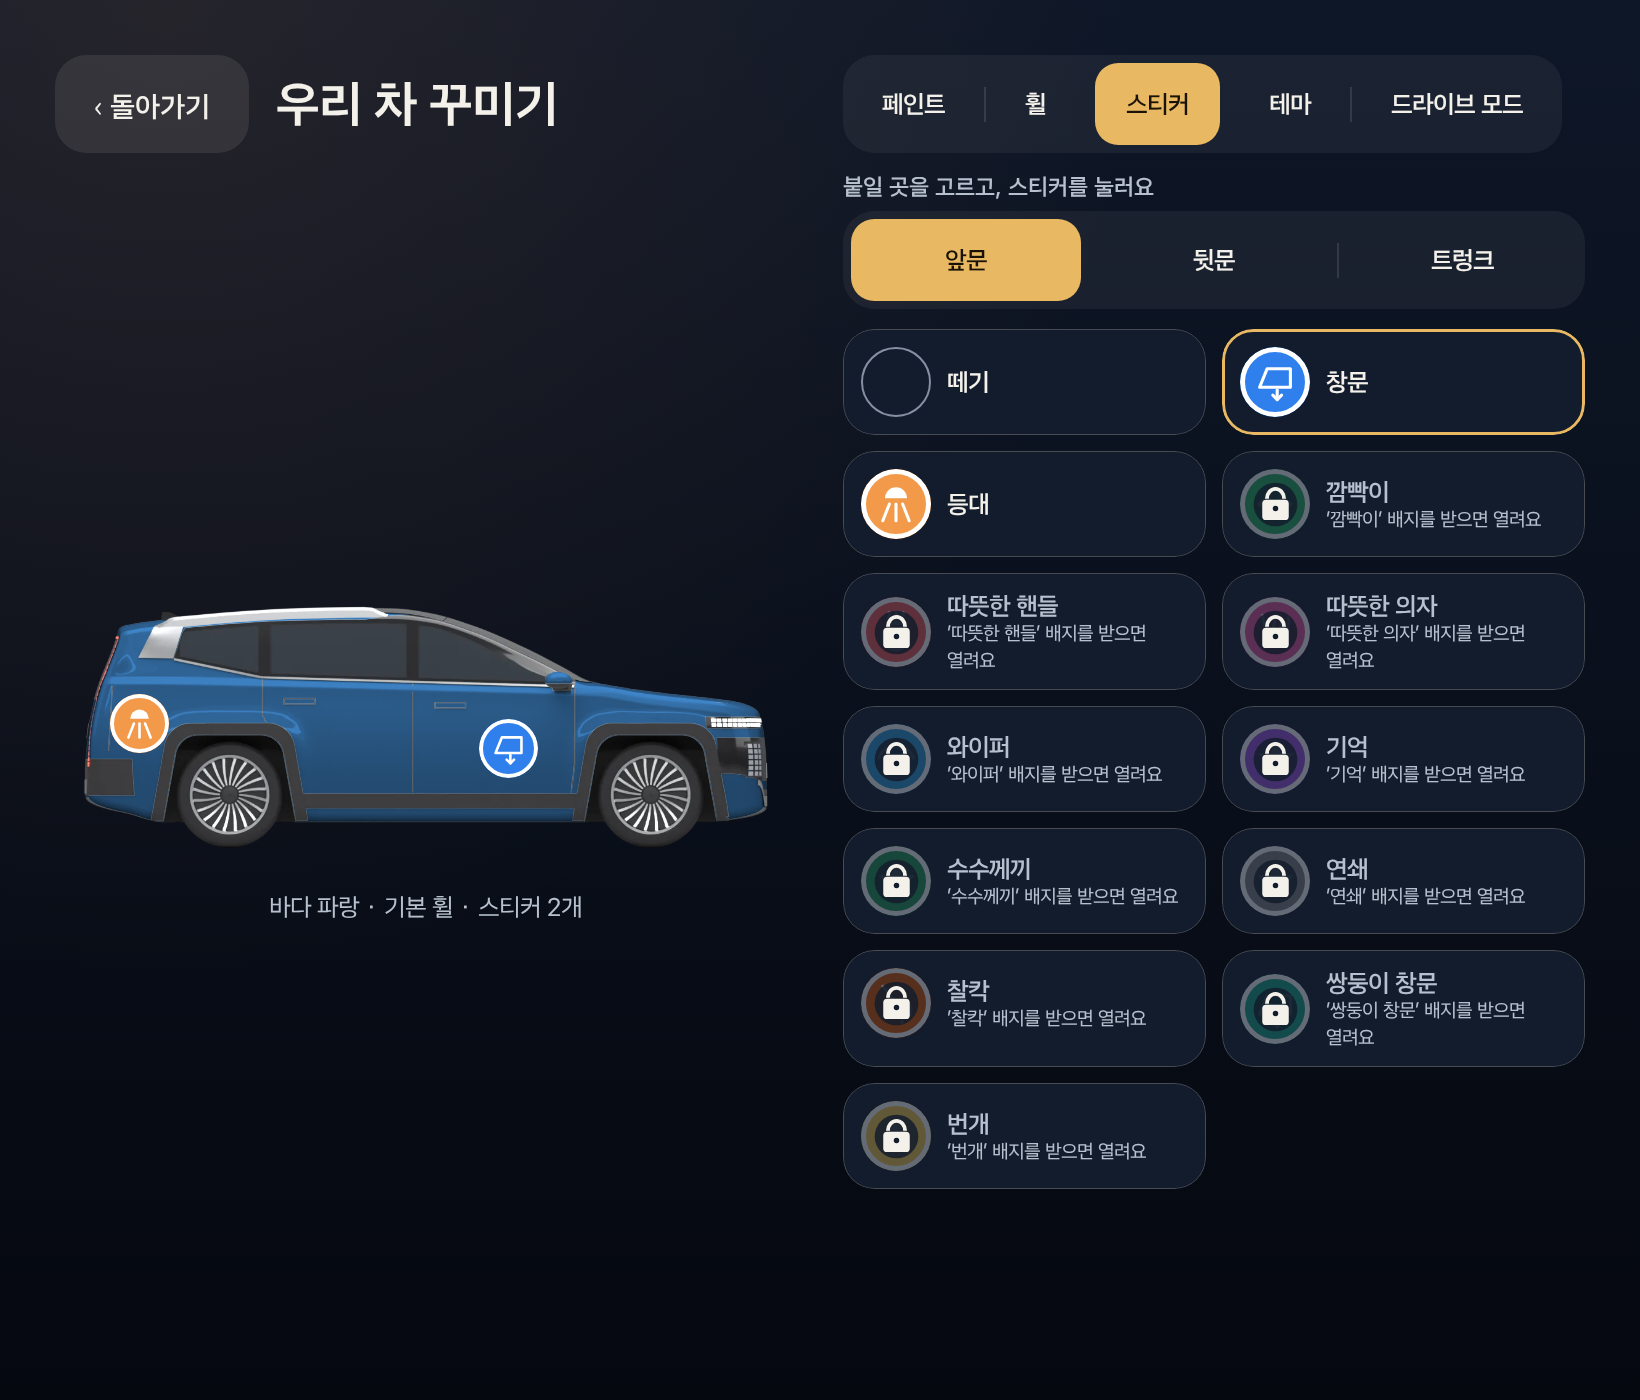 ‹ 돌아가기
우리 차 꾸미기
페인트
휠
스티커
테마
드라이브 모드
붙일 곳을 고르고, 스티커를 눌러요
앞문
뒷문
트렁크
떼기
창문
등대
깜빡이
'깜빡이' 배지를 받으면 열려요
따뜻한 핸들
'따뜻한 핸들' 배지를 받으면
열려요
따뜻한 의자
'따뜻한 의자' 배지를 받으면
열려요
와이퍼
'와이퍼' 배지를 받으면 열려요
기억
'기억' 배지를 받으면 열려요
수수께끼
'수수께끼' 배지를 받으면 열려요
연쇄
'연쇄' 배지를 받으면 열려요
찰칵
'찰칵' 배지를 받으면 열려요
쌍둥이 창문
'쌍둥이 창문' 배지를 받으면
열려요
번개
'번개' 배지를 받으면 열려요
바다 파랑 · 기본 휠 · 스티커 2개